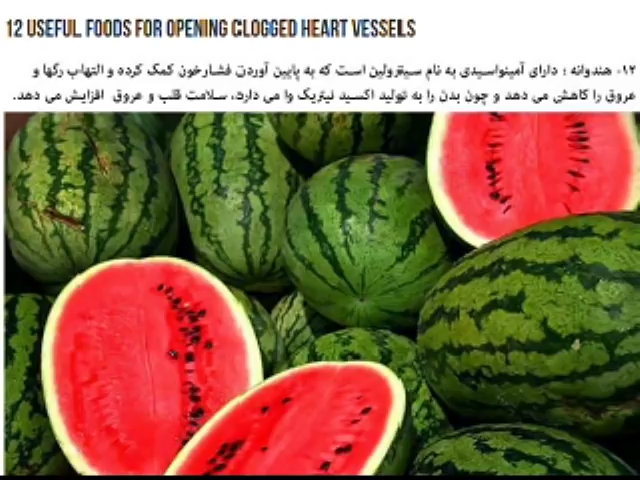 12 USEFUL FOODS FOR OPENING CLOGGED HEART VESSELS
۱۲- هندوانه : دارای آمینواسیدی به نام سیترولین است که به پایین آوردن فشارخون کمک کرده و التهاب رگها و
عروق را کاهش می دهد و چون بدن را به تولید اکسید نیتریک وا می دارد، سلامت قلب و عروق افزایش می دهد.